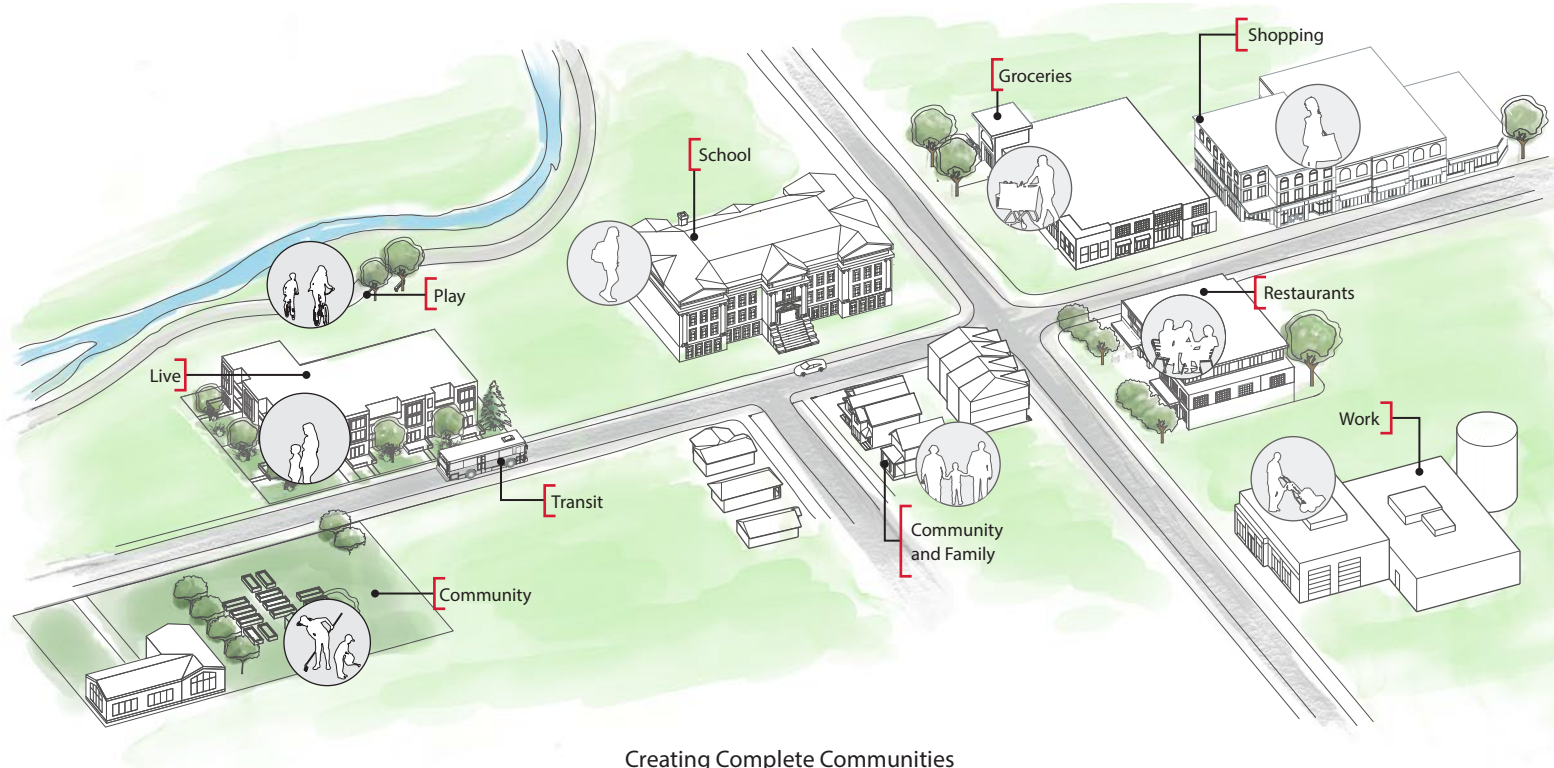 Shopping
Groceries
School
Play
Restaurants
Live
Work
Transit
Community
and Family
Community
Creating Complete Communities